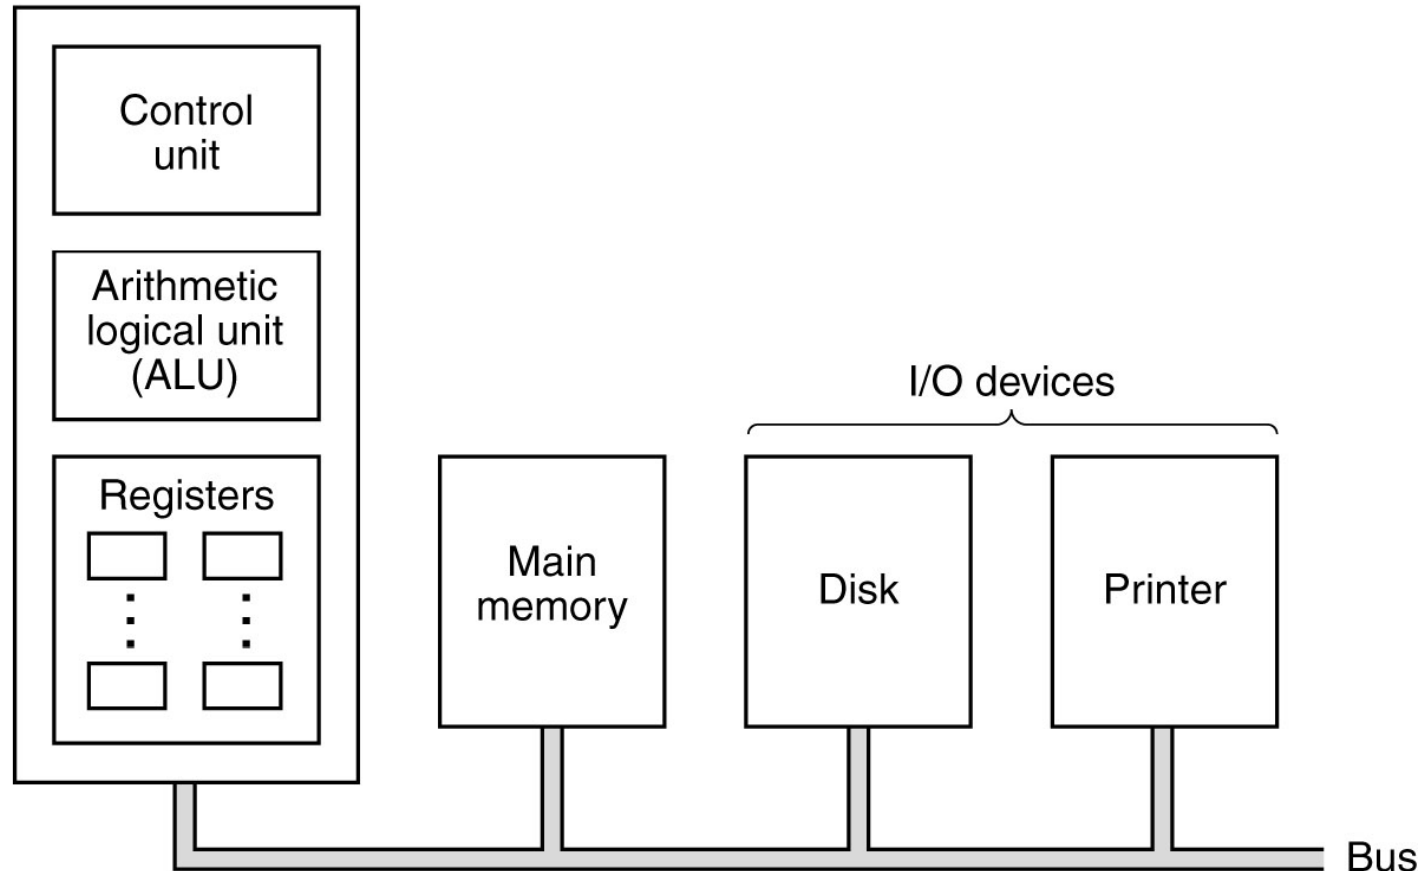 Control
unit
Arithmetic
logical unit
(ALU)
Registers
I/O devices
Main
memory
Disk
Printer
Bus